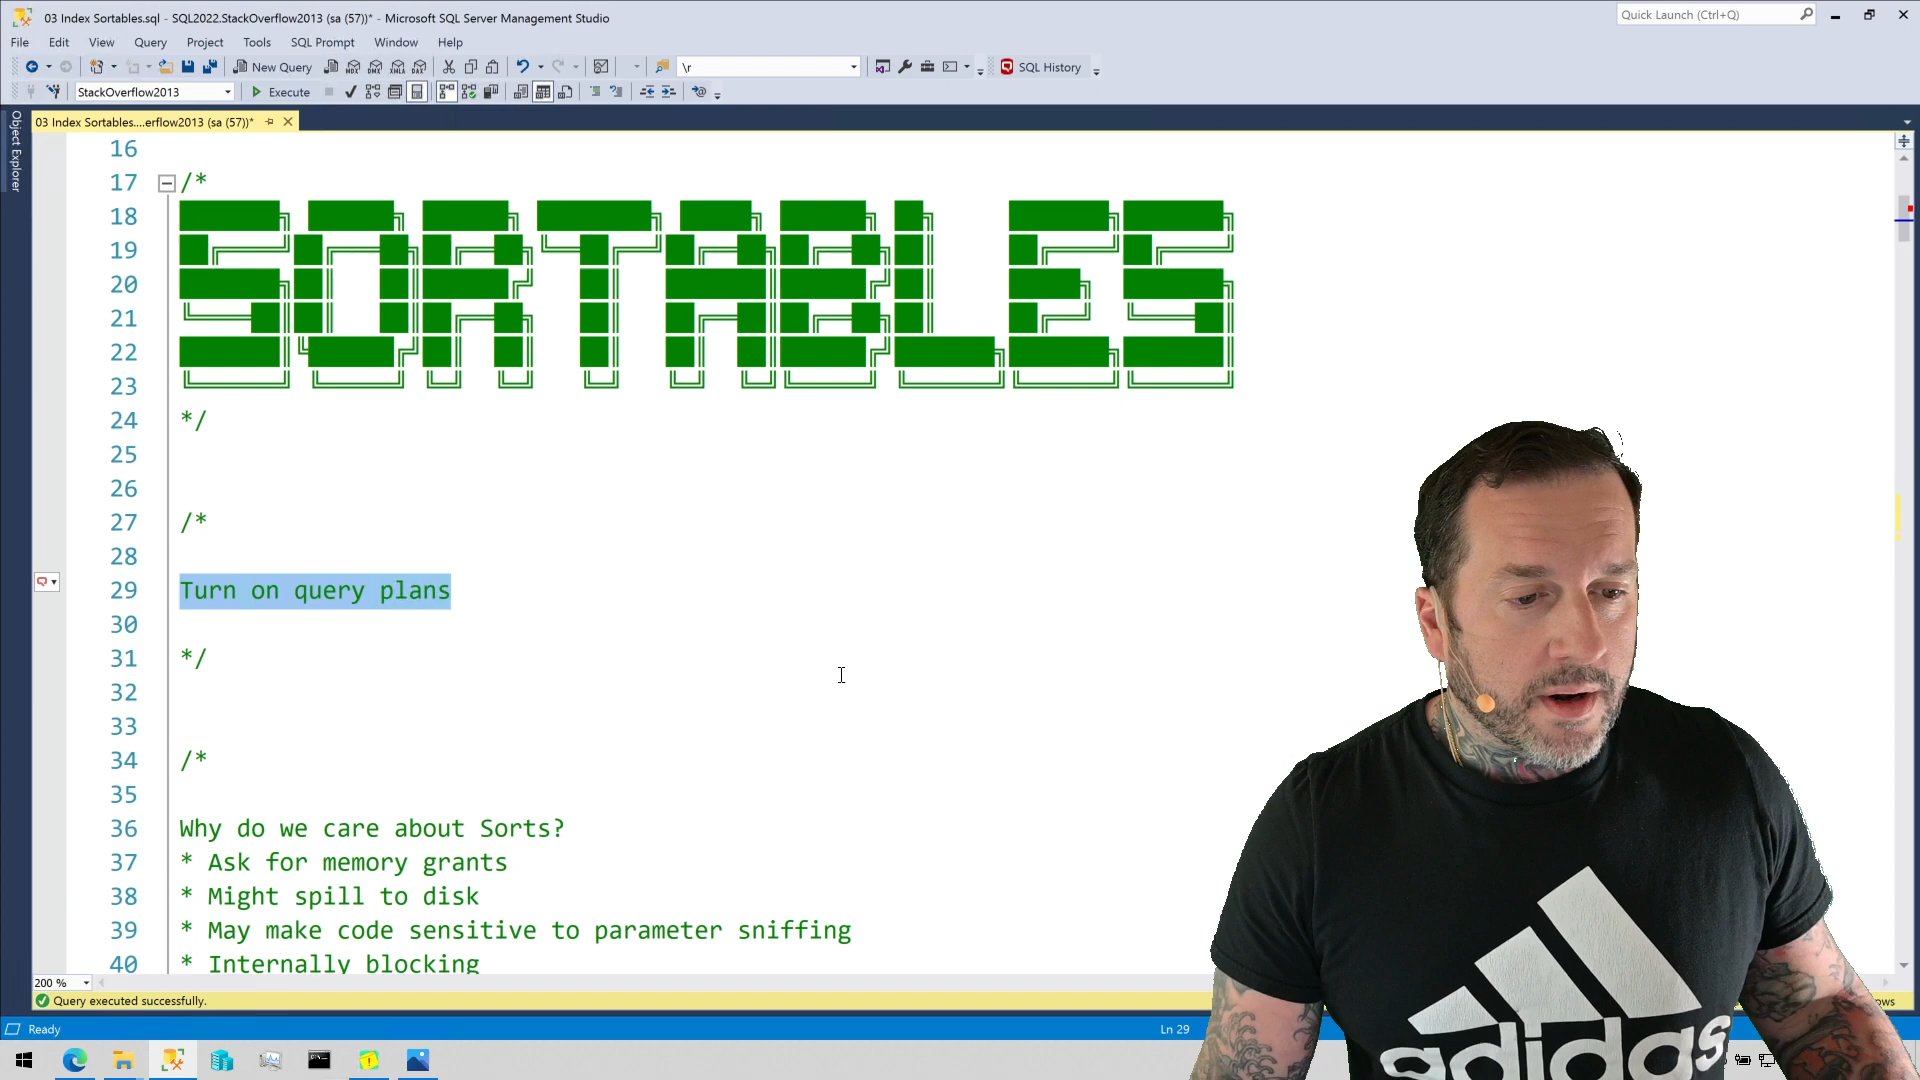 03 Index Sortables.sql - SQL2022.StackOverflow2013 (sa (57))* - Microsoft SQL Server Management Studio
Quick Launch (Ctrl+Q)
File Edit View Query Project Tools SQL Prompt Window Help
New Query
\r
SQL History
StackOverflow2013
Execute
03 Index Sortables....erflow2013 (sa (57))*
Object Explorer
16
17 /*
18
19
20
21
22
23
SORTABLES
24 */
25
26
27 /*
28
29 Turn on query plans
30
31 */
32
33
34 /*
35
36 Why do we care about Sorts?
37 * Ask for memory grants
38 * Might spill to disk
39 * May make code sensitive to parameter sniffing
40 * Internally blocking
200 %
Query executed successfully.
Ready
Ln 29
adidas